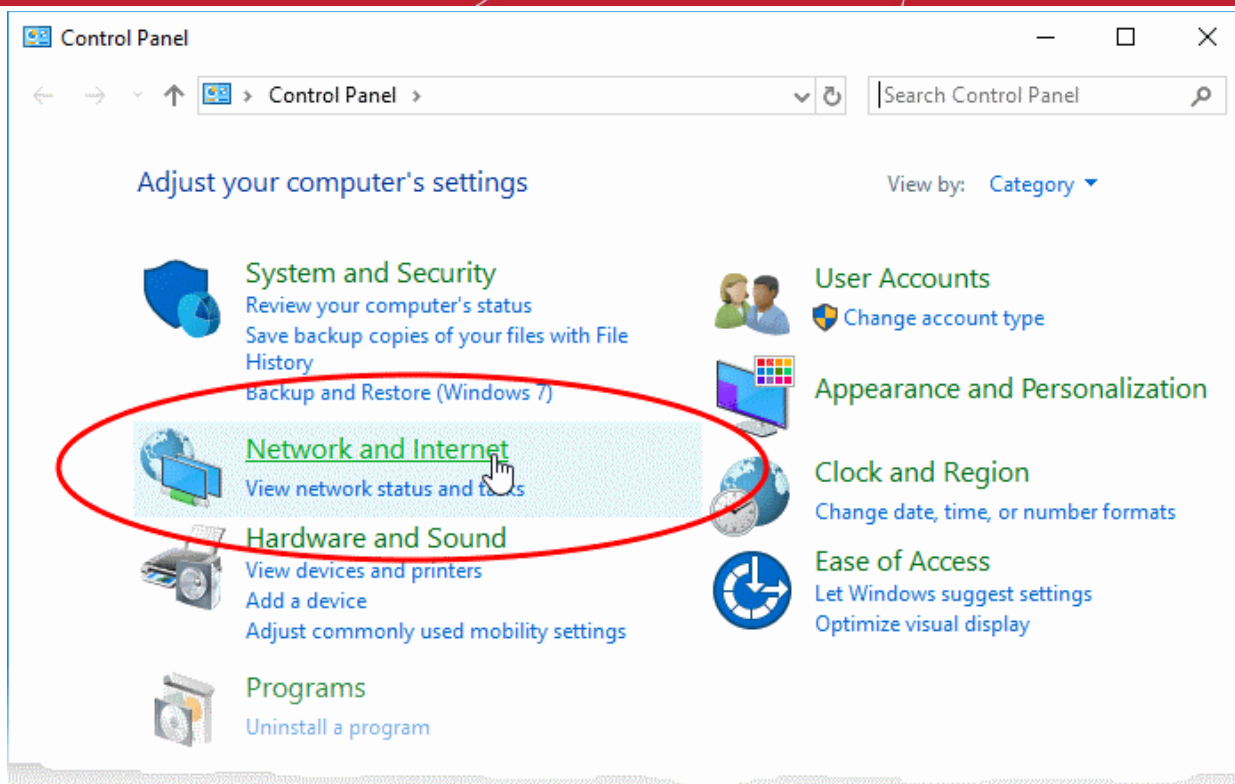 Control Panel
Control Panel
Search Control Panel
Adjust your computer's settings
View by: Category
System and Security
Review your computer's status
Save backup copies of your files with File
History
Backup and Restore (Windows 7)
Network and Internet
View network status and tasks
Hardware and Sound
View devices and printers
Add a device
Adjust commonly used mobility settings
Programs
Uninstall a program
User Accounts
Change account type
Appearance and Personalization
Clock and Region
Change date, time, or number formats
Ease of Access
Let Windows suggest settings
Optimize visual display